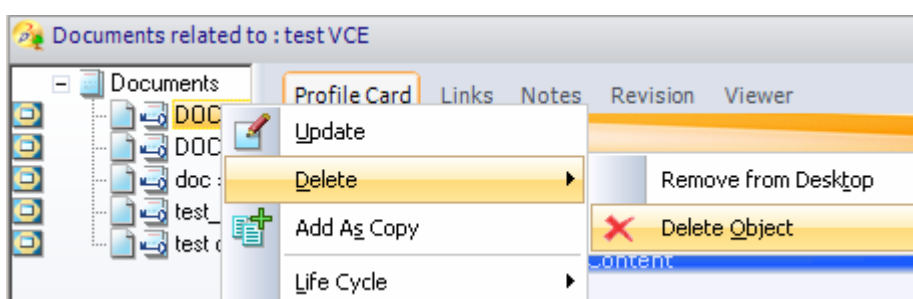 Documents related to : test VCE
Documents
Profile Card Links Notes Revision Viewer
DOC
Update
DOC
Delete
Remove from Desktop
doc :
test_
Add As Copy
Delete Object
test
Content
Life Cycle